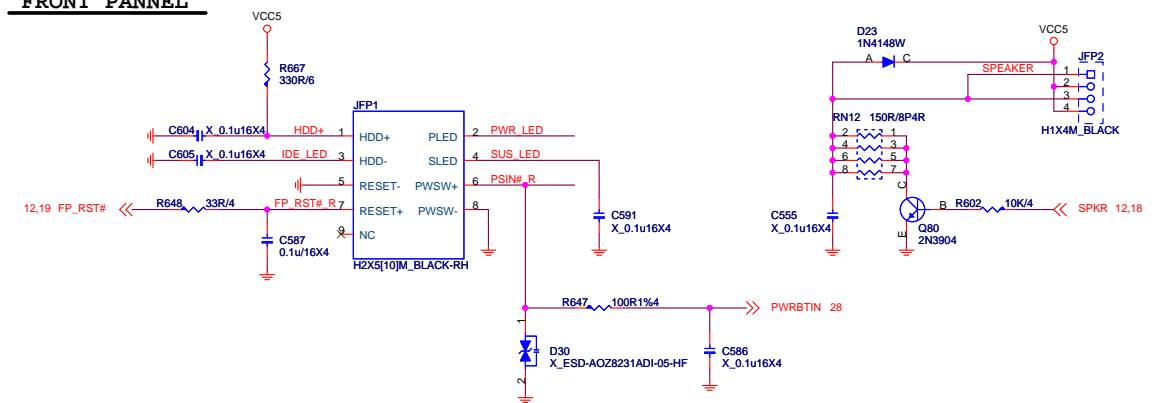 FRONT PANNEL
VCC5
R667
330R/6
JFP1
C604 X_0.1u16X4 HDD+ 1 HDD+ PLED 2 PWR_LED
C605 X_0.1u16X4 IDE_LED 3 HDD- SLED 4 SUS_LED
5 RESET- PWSW+ 6 PSIN#_R
12,19 FP_RST# R648 33R/4 FP_RST#_R 7 RESET+ PWSW- 8
9 NC
C587
0.1u/16X4
H2X5[10]M_BLACK-RH
C591
X_0.1u16X4
R647 100R1%4 PWRBTIN 28
1
D30
X_ESD-AOZ8231ADI-05-HF
2
C586
X_0.1u16X4
D23
1N4148W
A C
VCC5
JFP2
SPEAKER 1
2
3
4
H1X4M_BLACK
RN12 150R/8P4R
2 1
4 3
6 5
8 7
C555
X_0.1u16X4
C
B R602 10K/4 SPKR 12,18
E
Q80
2N3904